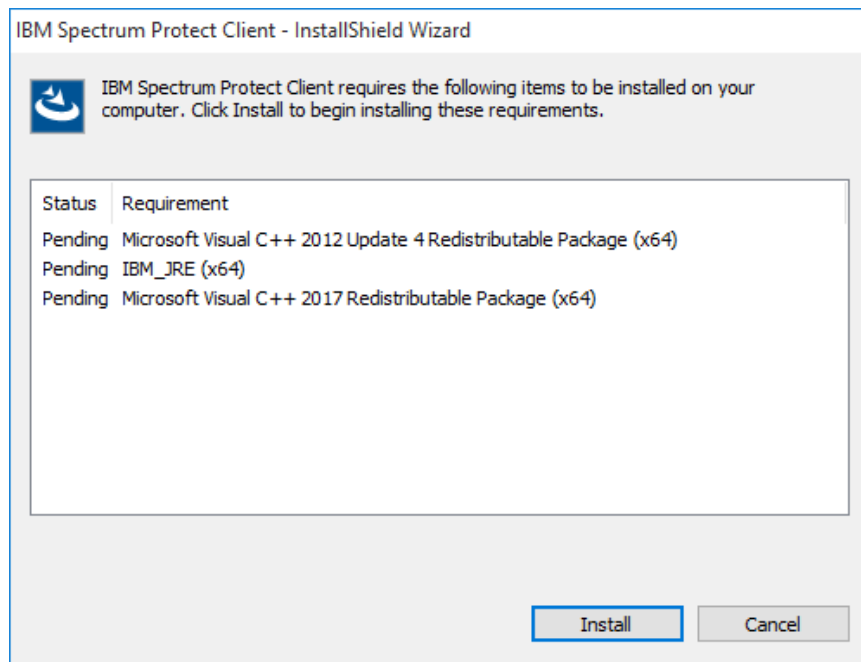 IBM Spectrum Protect Client - InstallShield Wizard
IBM Spectrum Protect Client requires the following items to be installed on your
computer. Click Install to begin installing these requirements.
Status Requirement
Pending Microsoft Visual C++ 2012 Update 4 Redistributable Package (x64)
Pending IBM_JRE (x64)
Pending Microsoft Visual C++ 2017 Redistributable Package (x64)
Install Cancel